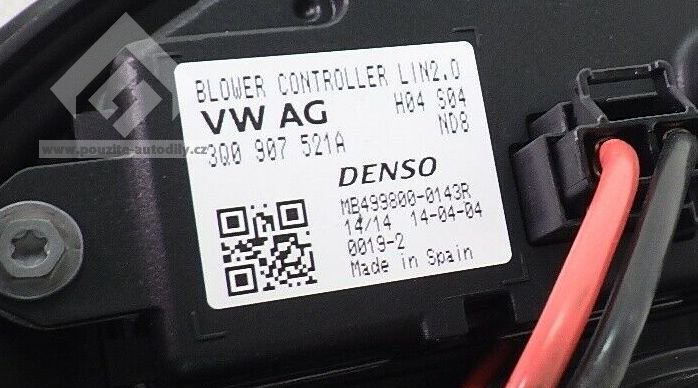 BLOWER CONTROLLER LIN2.0
VW AG H04 S04
3Q0 907 521A ND8
DENSO
MB499800-0143R
14/14 14-04-04
0019-2
Made in Spain
www.pouzite-autodily.cz